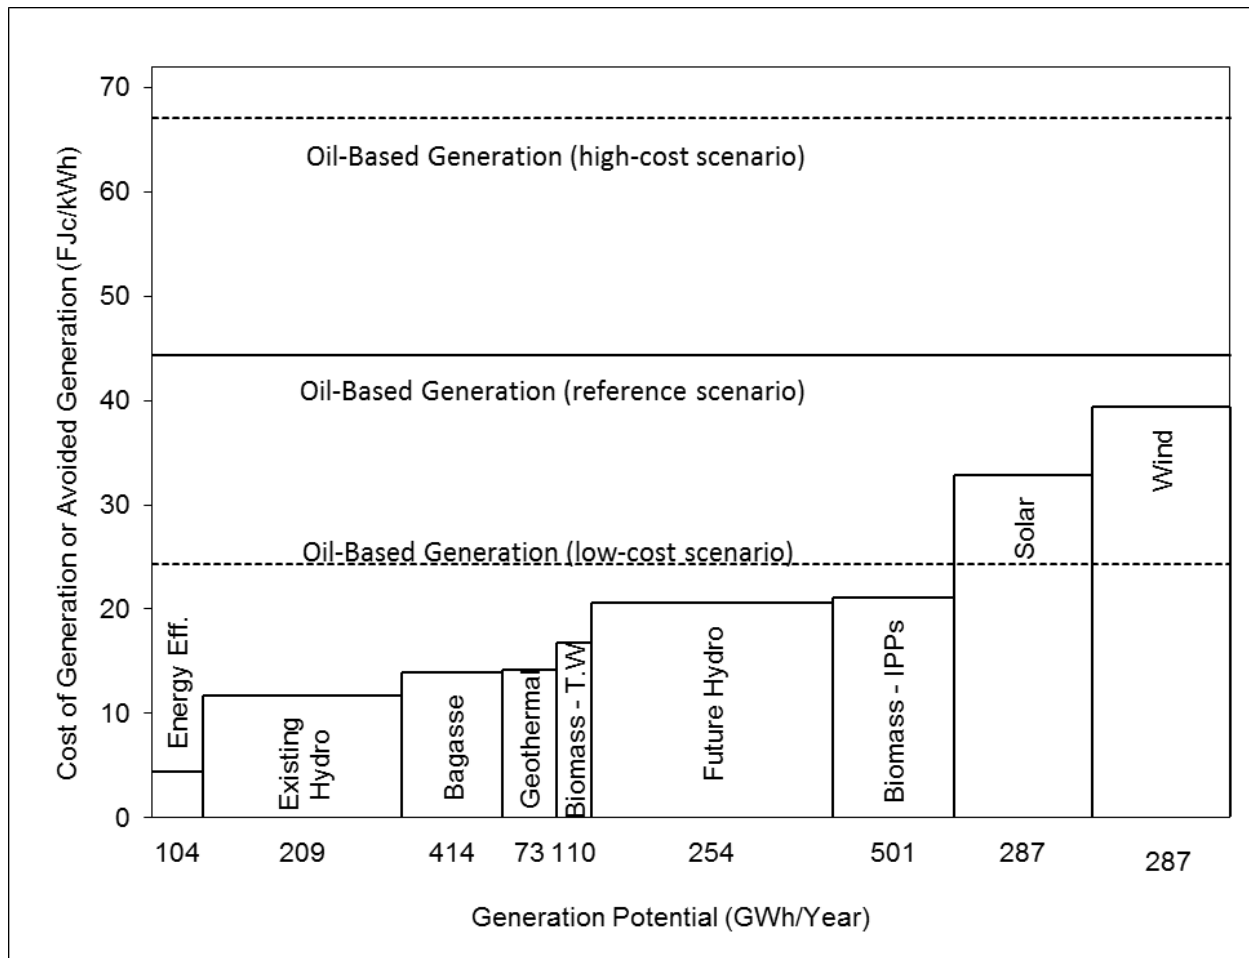 70
60
50
40
30
20
10
0
Cost of Generation or Avoided Generation (FJc/kWh)
Oil-Based Generation (high-cost scenario)
Oil-Based Generation (reference scenario)
Oil-Based Generation (low-cost scenario)
Energy Eff.
Existing
Hydro
Bagasse
Geothermal
Biomass - T.W
Future Hydro
Biomass - IPPs
Solar
Wind
104 209 414 73 110 254 501 287 287
Generation Potential (GWh/Year)